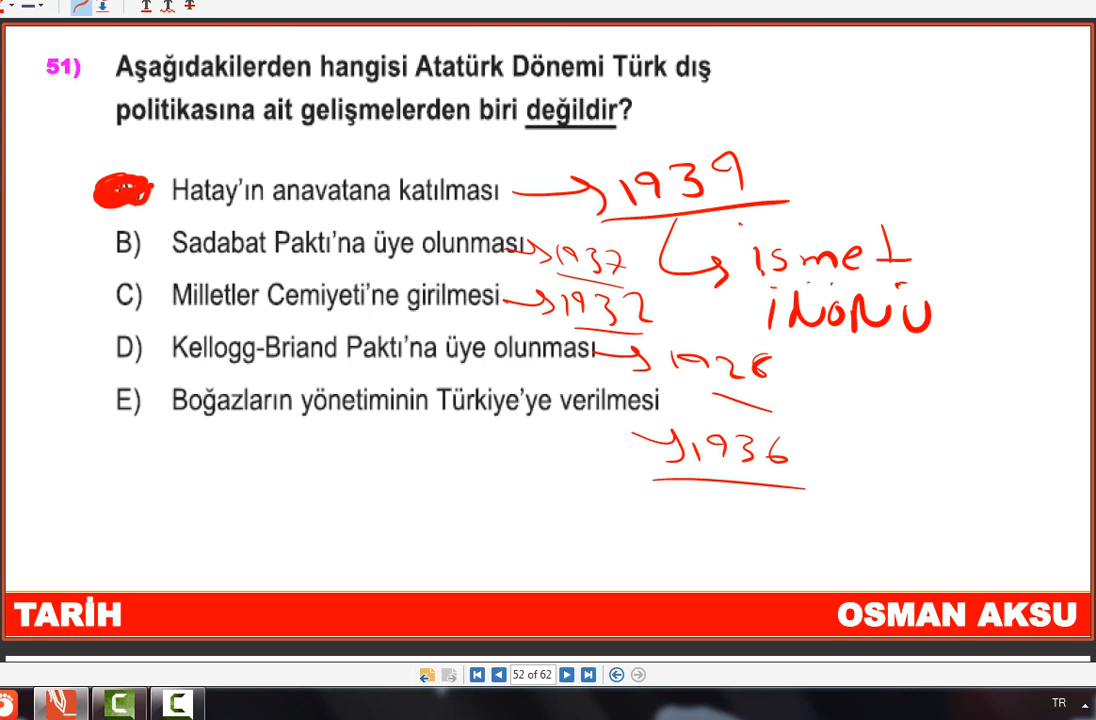 51) Aşağıdakilerden hangisi Atatürk Dönemi Türk dış
politikasına ait gelişmelerden biri değildir?
Hatay'ın anavatana katılması 1939
B) Sadabat Paktı'na üye olunması 1937
ismet
C) Milletler Cemiyeti'ne girilmesi 1932
İNÖNÜ
D) Kellogg-Briand Paktı'na üye olunması 1928
E) Boğazların yönetiminin Türkiye'ye verilmesi
1936
TARİH OSMAN AKSU
52 of 62
TR